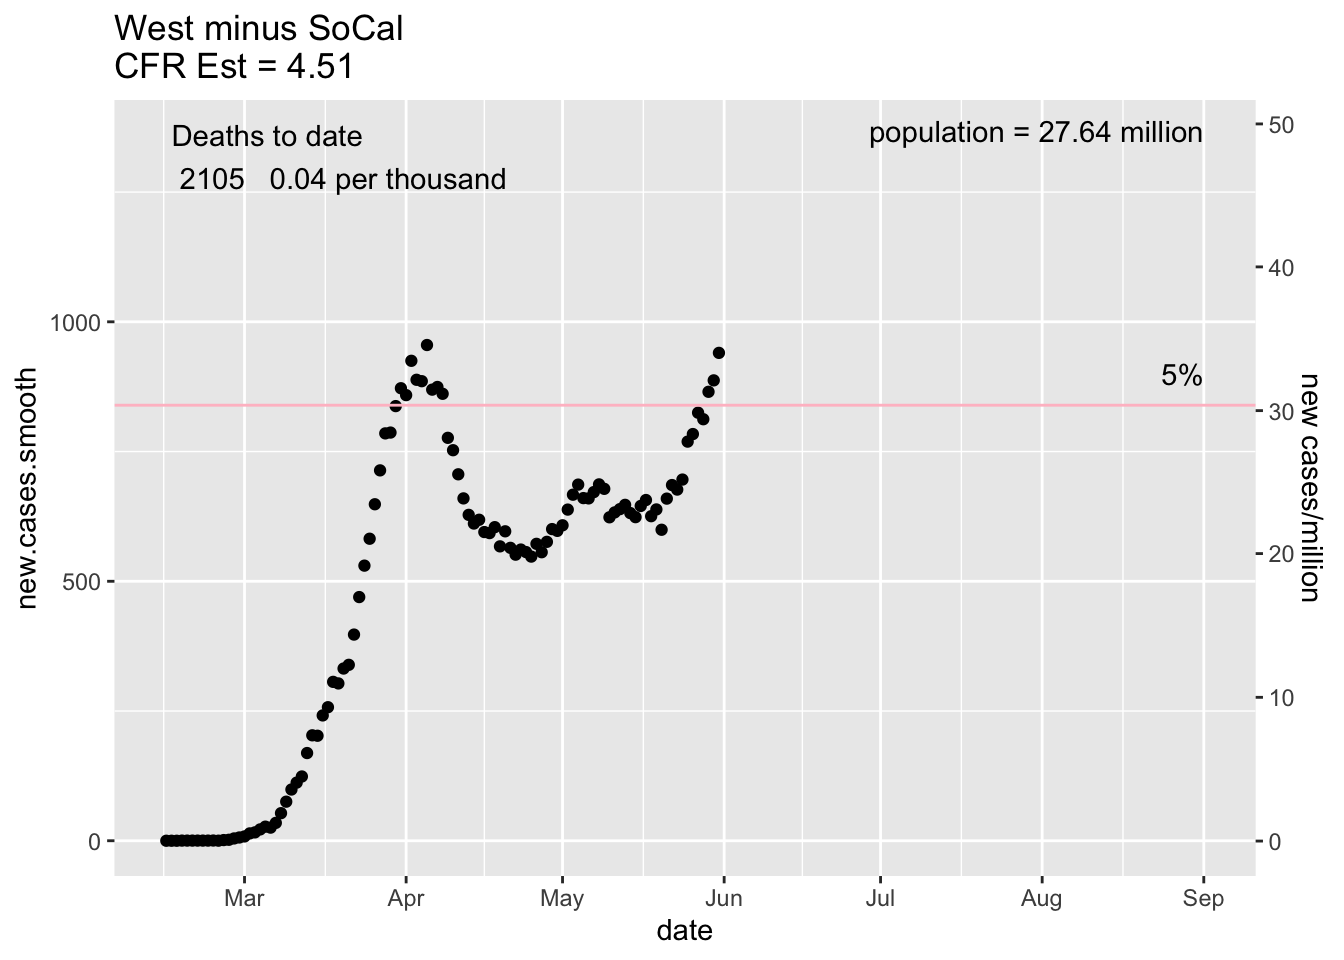 West minus SoCal
CFR Est = 4.51
Deaths to date
2105 0.04 per thousand
population = 27.64 million
5%
new.cases.smooth
1000
500
0
50
40
30
20
10
0
new cases/million
Mar Apr May Jun Jul Aug Sep
date